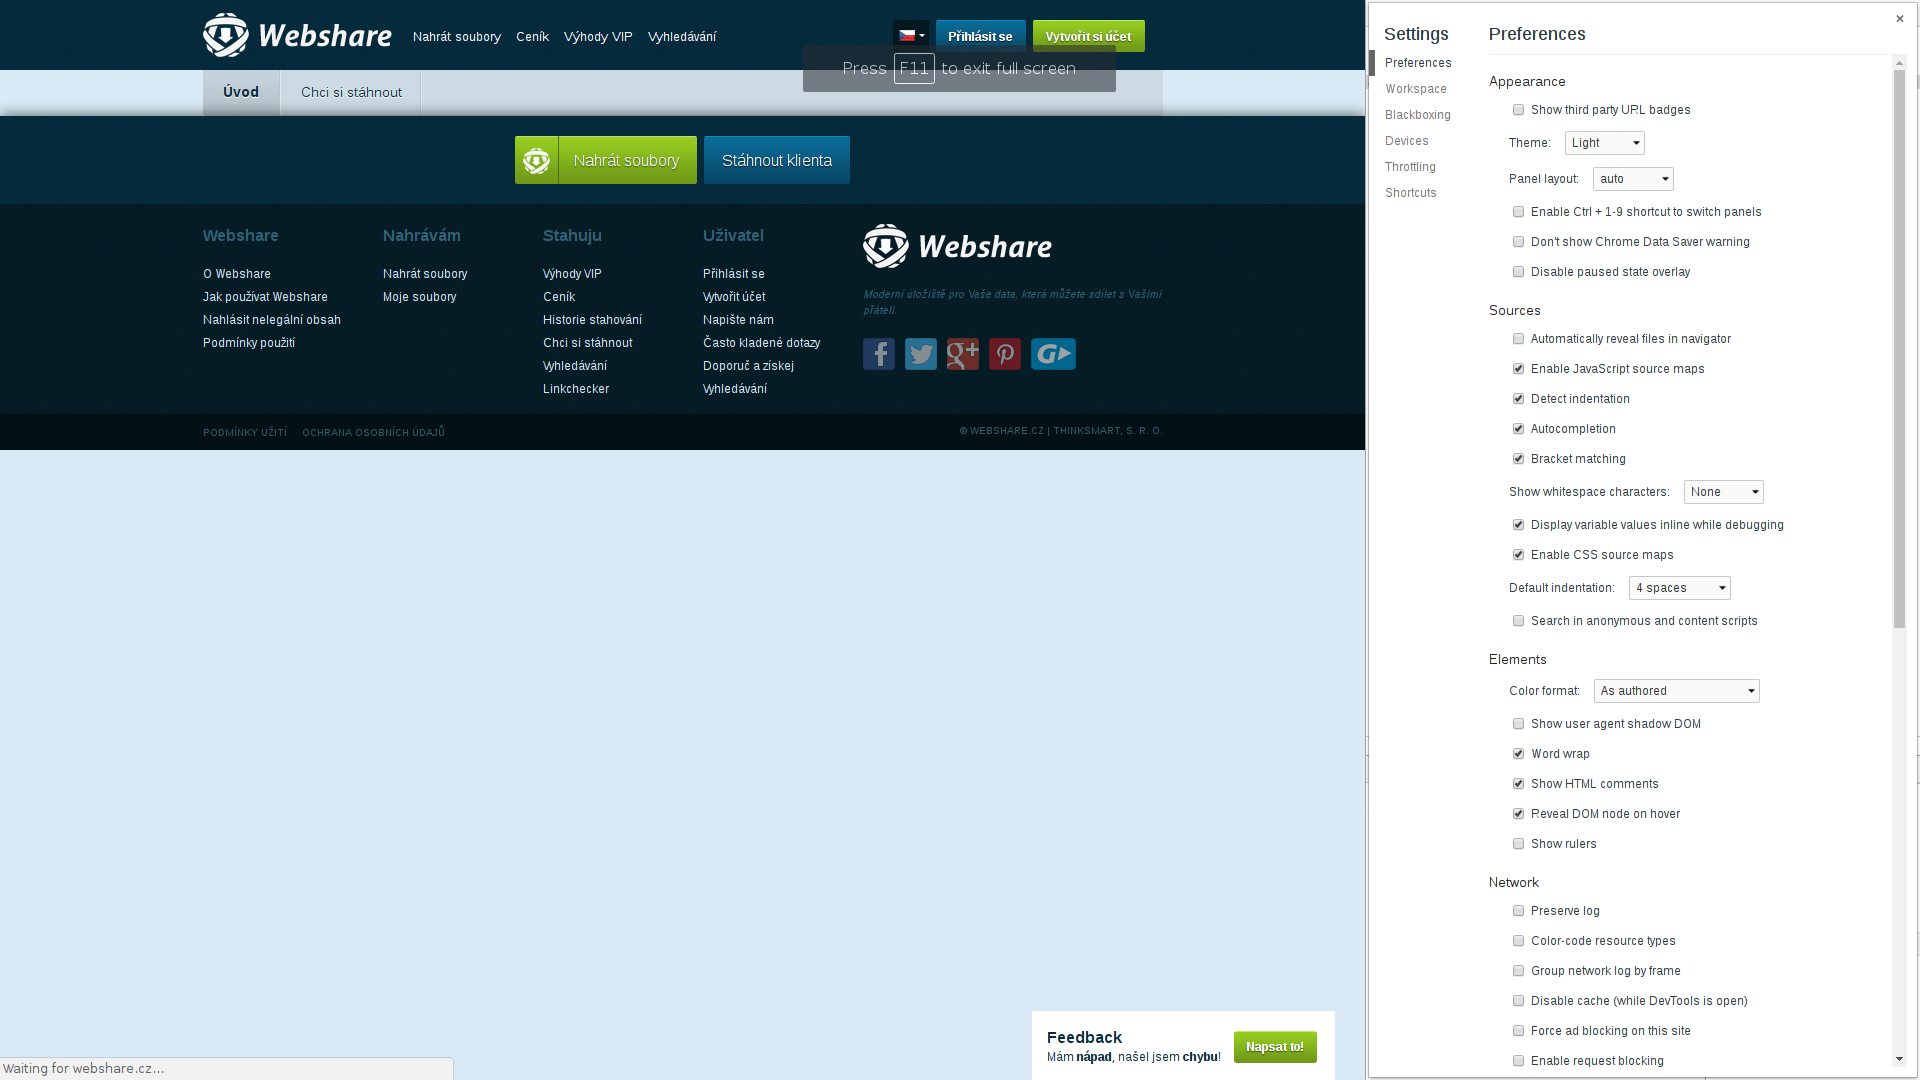 Webshare
Nahrát soubory
Ceník
Výhody VIP
Vyhledávání
Přihlásit se
Vytvořit si účet
Press F11 to exit full screen
Úvod
Chci si stáhnout
Nahrát soubory
Stáhnout klienta
Webshare
O Webshare
Jak používat Webshare
Nahlásit nelegální obsah
Podmínky použití
Nahrávám
Nahrát soubory
Moje soubory
Stahuju
Výhody VIP
Ceník
Historie stahování
Chci si stáhnout
Vyhledávání
Linkchecker
Uživatel
Přihlásit se
Vytvořit účet
Napište nám
Často kladené dotazy
Doporuč a získej
Vyhledávání
Webshare
Moderní úložiště pro Vaše data, která můžete sdílet s Vašimi
přáteli.
PODMÍNKY UŽITÍ
OCHRANA OSOBNÍCH ÚDAJŮ
© WEBSHARE.CZ | THINKSMART, S. R. O.
Feedback
Mám nápad, našel jsem chybu!
Napsat to!
Waiting for webshare.cz...
Settings
Preferences
Workspace
Blackboxing
Devices
Throttling
Shortcuts
Preferences
Appearance
Show third party URL badges
Theme: Light
Panel layout: auto
Enable Ctrl + 1-9 shortcut to switch panels
Don't show Chrome Data Saver warning
Disable paused state overlay
Sources
Automatically reveal files in navigator
Enable JavaScript source maps
Detect indentation
Autocompletion
Bracket matching
Show whitespace characters: None
Display variable values inline while debugging
Enable CSS source maps
Default indentation: 4 spaces
Search in anonymous and content scripts
Elements
Color format: As authored
Show user agent shadow DOM
Word wrap
Show HTML comments
Reveal DOM node on hover
Show rulers
Network
Preserve log
Color-code resource types
Group network log by frame
Disable cache (while DevTools is open)
Force ad blocking on this site
Enable request blocking